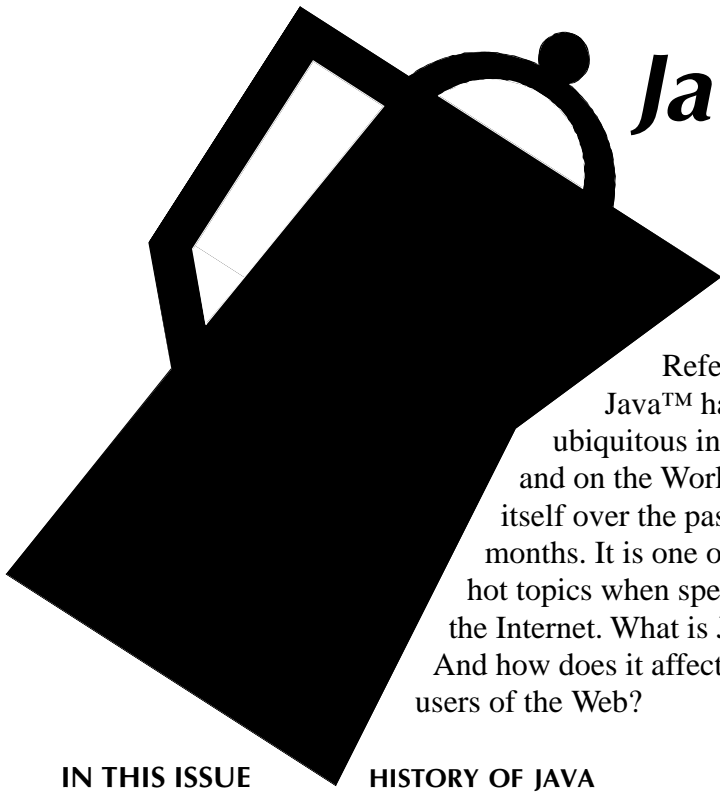 Ja
Refe
Java™ ha
ubiquitous in
and on the Worl
itself over the pas
months. It is one o
hot topics when spe
the Internet. What is J
And how does it affect
users of the Web?
IN THIS ISSUE
HISTORY OF JAVA